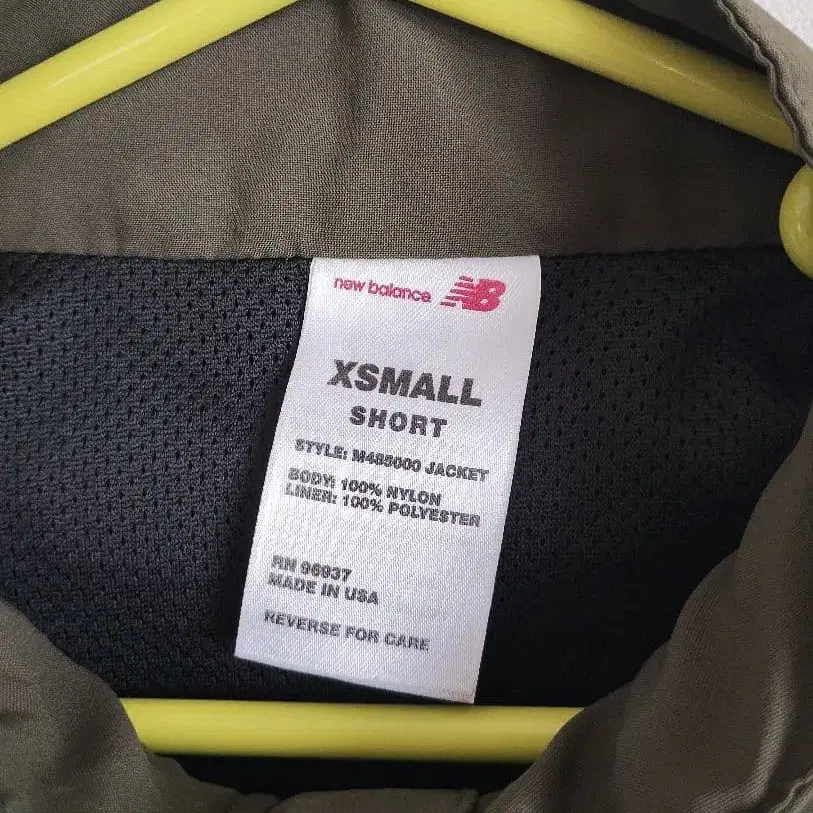 new balance NB
XSMALL
SHORT
STYLE: M485000 JACKET
BODY: 100% NYLON
LINER: 100% POLYESTER
RN 96937
MADE IN USA
REVERSE FOR CARE